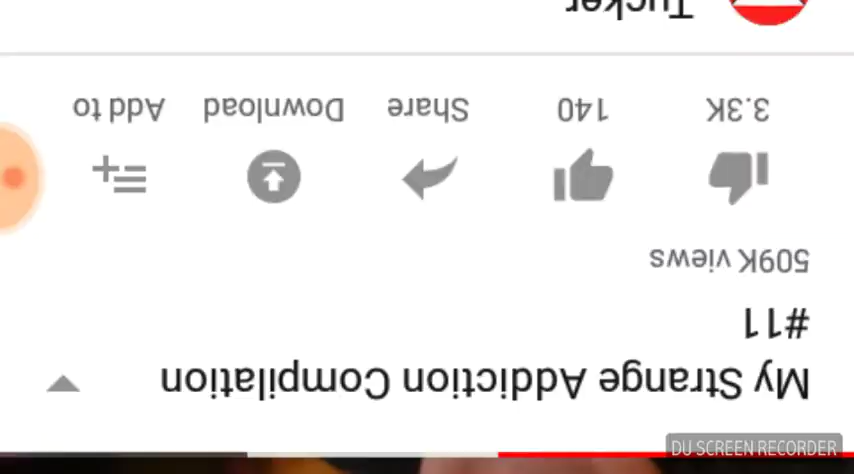 My Strange Addiction Compilation
#11
509K views
3.3K
140
Share
Download
Add to
Tucker
DU SCREEN RECORDER